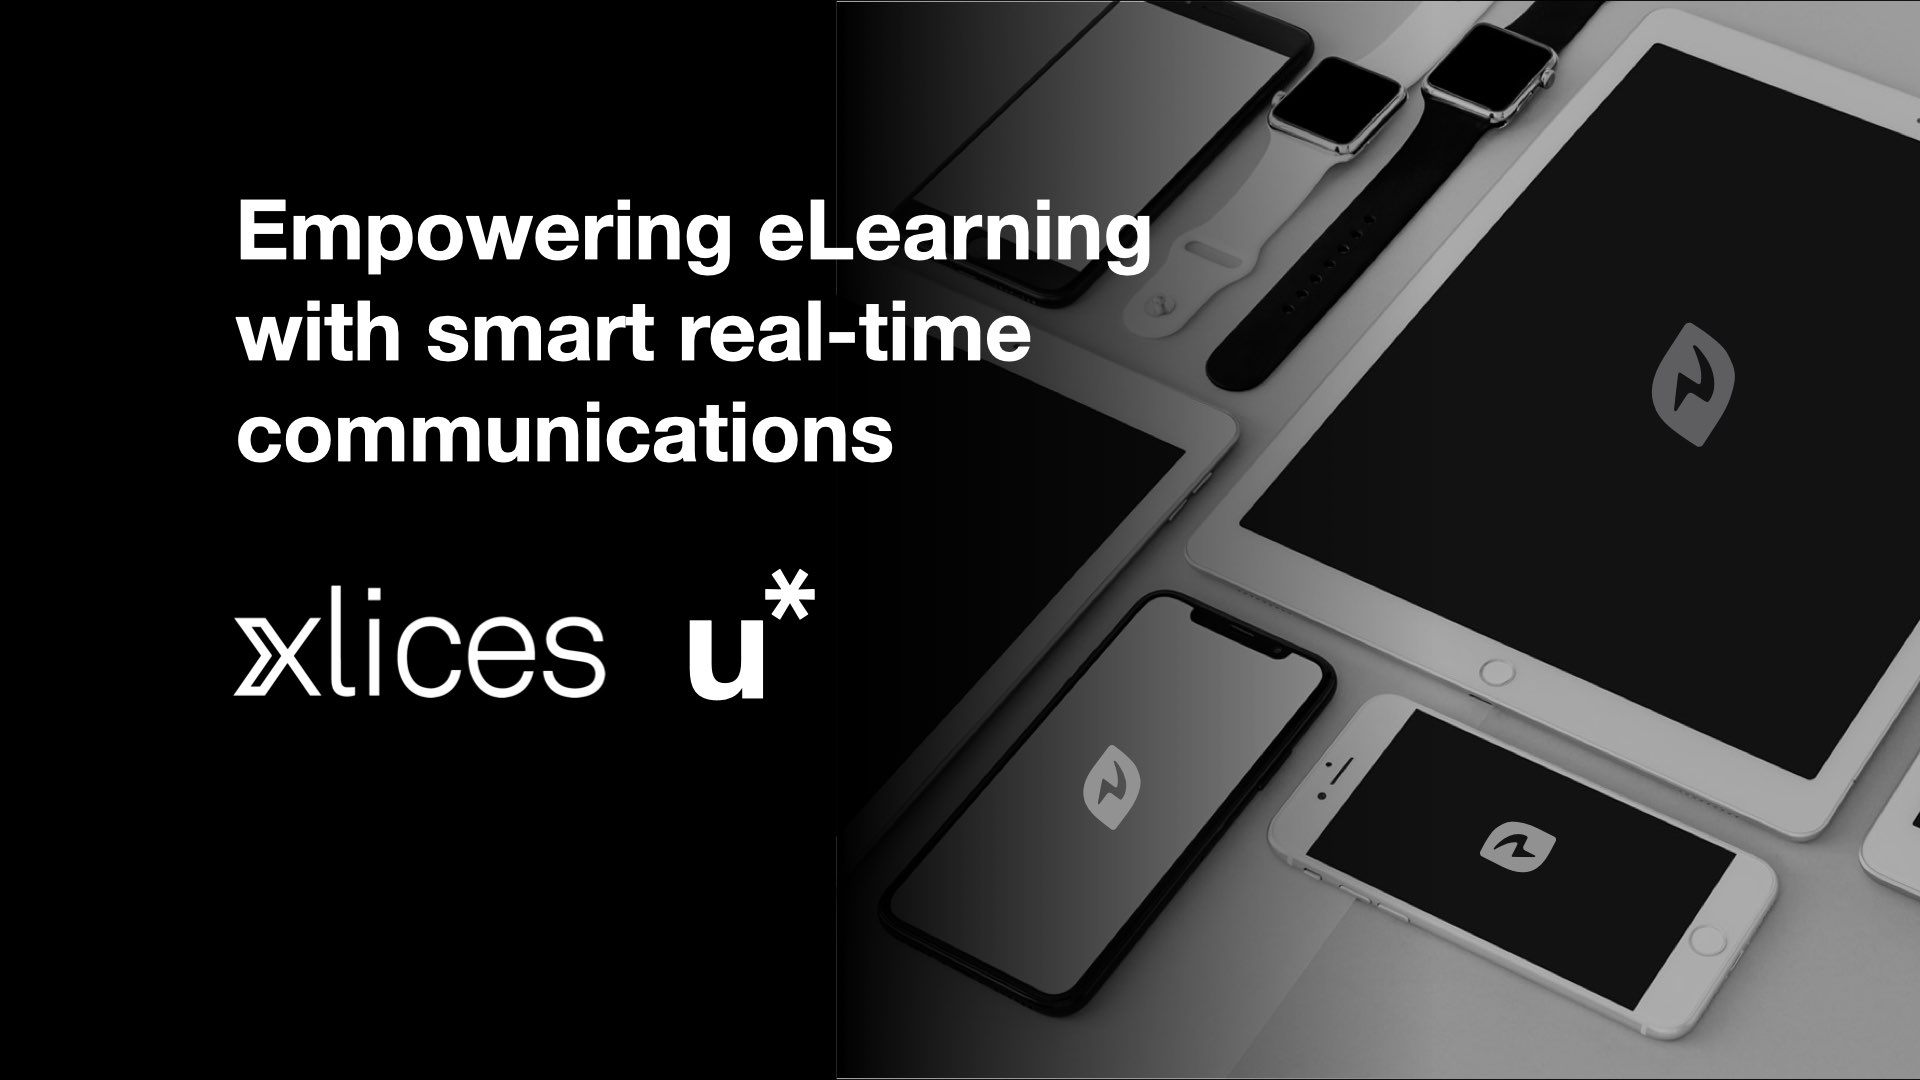 Empowering eLearning
with smart real-time
communications
xlices u*